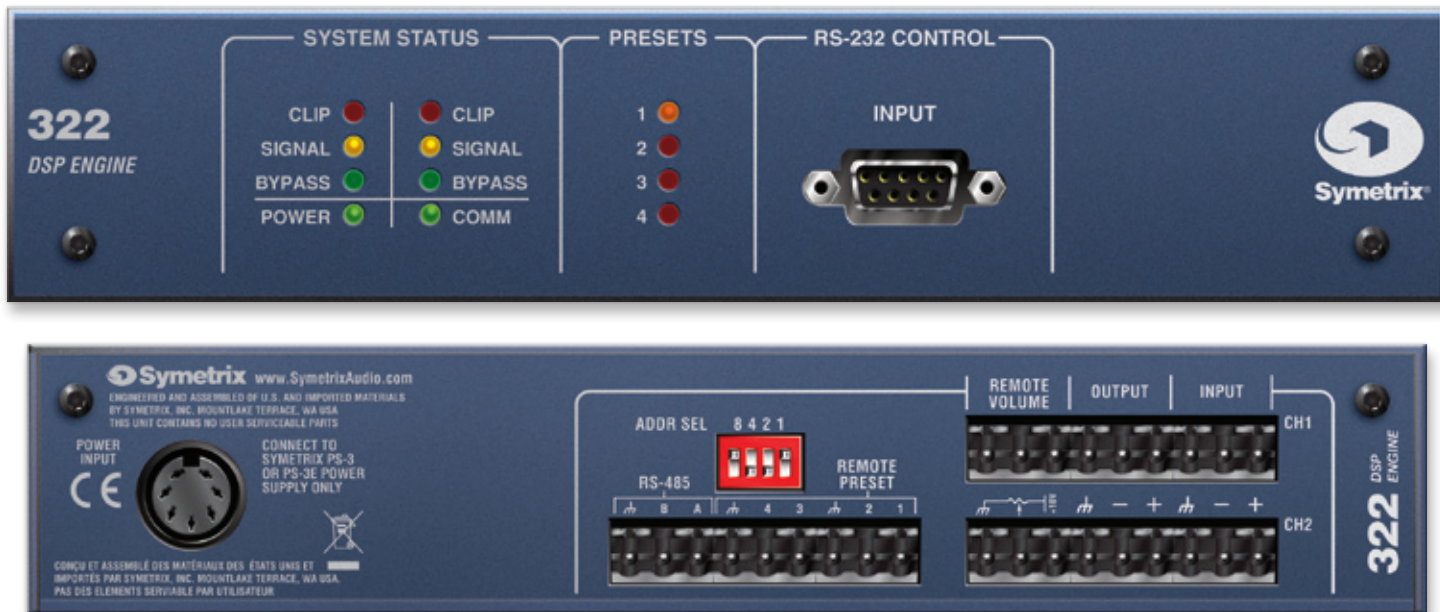 SYSTEM STATUS
PRESETS
RS-232 CONTROL
322
DSP ENGINE
CLIP
CLIP
SIGNAL
SIGNAL
BYPASS
BYPASS
POWER
COMM
1
2
3
4
INPUT
Symetrix®
Symetrix www.SymetrixAudio.com
ENGINEERED AND ASSEMBLED OF U.S. AND IMPORTED MATERIALS
BY SYMETRIX, INC. MOUNTLAKE TERRACE, WA USA
THIS UNIT CONTAINS NO USER SERVICEABLE PARTS
POWER
INPUT
CE
CONNECT TO
SYMETRIX PS-3
OR PS-3E POWER
SUPPLY ONLY
CONÇU ET ASSEMBLÉ DES MATÉRIAUX DES ÉTATS UNIS ET
IMPORTÉS PAR SYMETRIX, INC. MOUNTLAKE TERRACE, WA USA.
PAS DES ELEMENTS SERVIABLE PAR UTILISATEUR
ADDR SEL 8 4 2 1
RS-485
REMOTE
PRESET
B A 4 3 2 1
REMOTE
VOLUME
OUTPUT
INPUT
CH1
+10V
− + − +
CH2
322
DSP
ENGINE